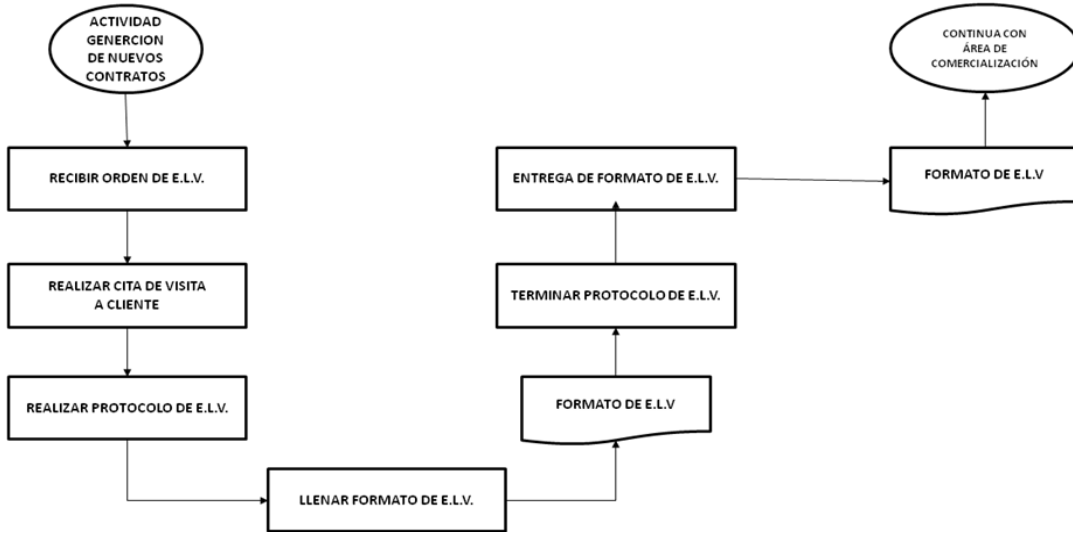 ACTIVIDAD
GENERCION
DE NUEVOS
CONTRATOS
RECIBIR ORDEN DE E.L.V.
REALIZAR CITA DE VISITA
A CLIENTE
REALIZAR PROTOCOLO DE E.L.V.
LLENAR FORMATO DE E.L.V.
FORMATO DE E.L.V
TERMINAR PROTOCOLO DE E.L.V.
ENTREGA DE FORMATO DE E.L.V.
FORMATO DE E.L.V
CONTINUA CON
ÁREA DE
COMERCIALIZACIÓN